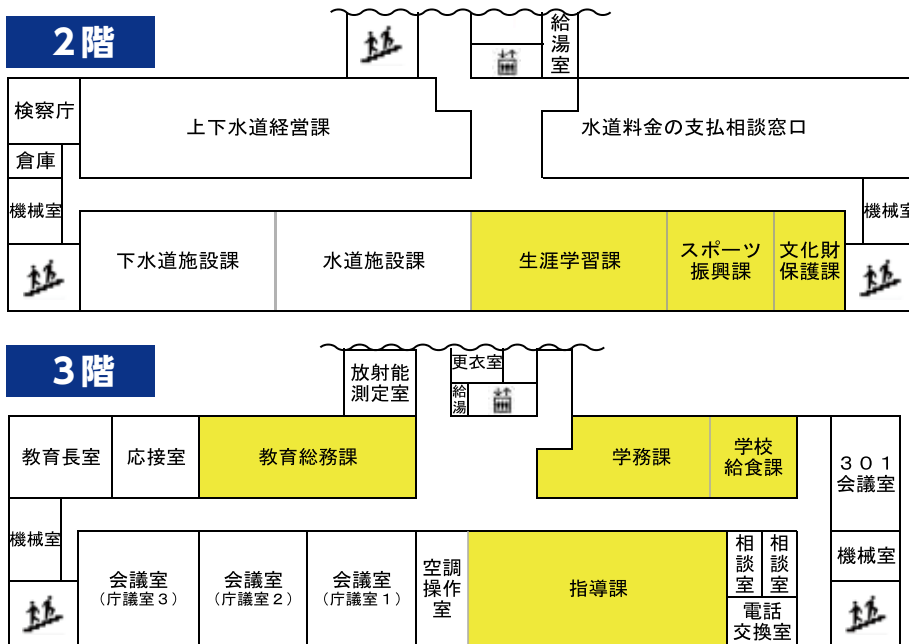 2階
給
湯
室
検察庁
上下水道経営課
水道料金の支払相談窓口
倉庫
機械室
機械室
下水道施設課
水道施設課
生涯学習課
スポーツ
振興課
文化財
保護課
3階
放射能
測定室
更衣室
給
湯
教育長室
応接室
教育総務課
学務課
学校
給食課
301
会議室
機械室
会議室
(庁議室3)
会議室
(庁議室2)
会議室
(庁議室1)
空調
操作
室
指導課
相
談
室
相
談
室
電話
交換室
機械室